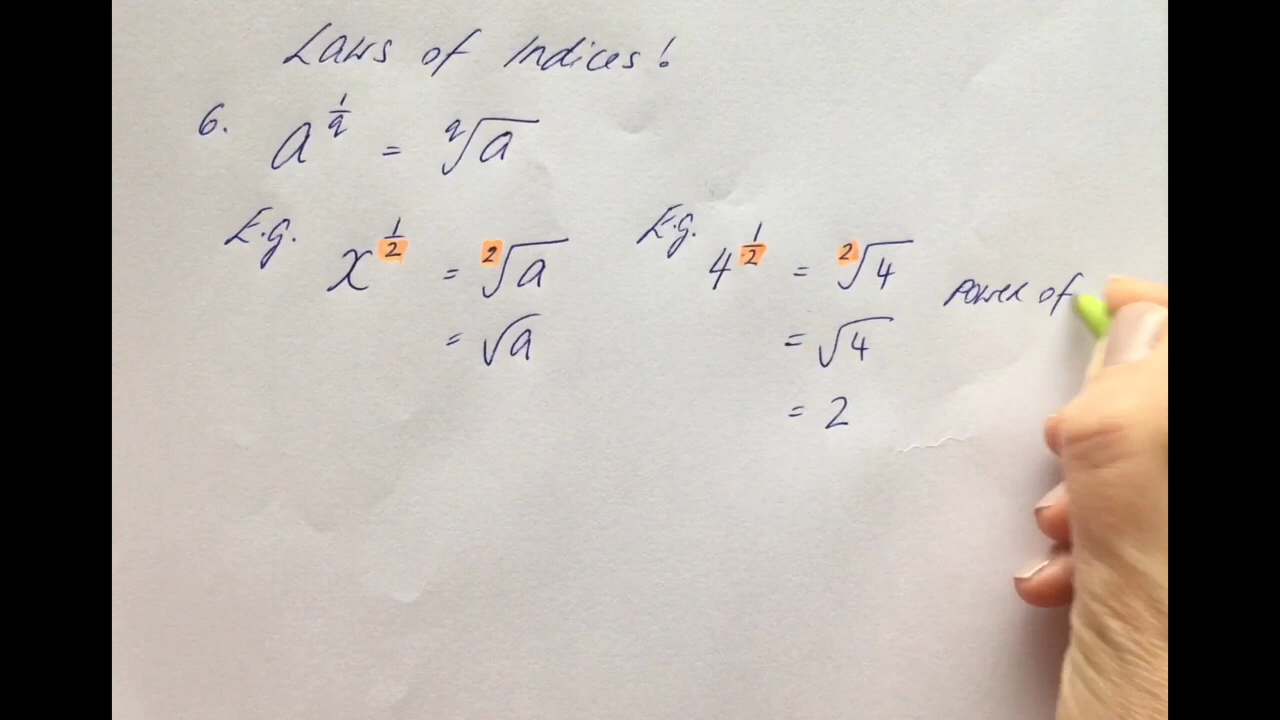 Laws of Indices!
6. a^{1/q} = ^q√a
E.g. x^{1/2} = ^2√a
= √a
E.g. 4^{1/2} = ^2√4
= √4
= 2
power of